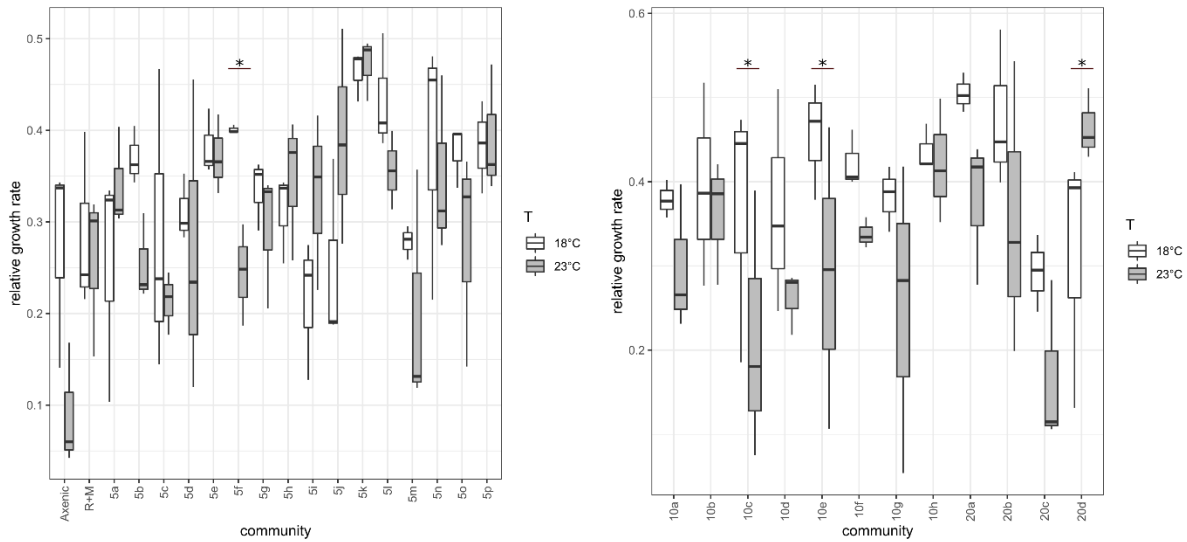 *
0.5
0.4
0.3
0.2
0.1
relative growth rate
Axenic
R+M
5a
5b
5c
5d
5e
5f
5g
5h
5i
5j
5k
5l
5m
5n
5o
5p
community
T
18°C
23°C
* * *
0.6
0.4
0.2
relative growth rate
10a
10b
10c
10d
10e
10f
10g
10h
20a
20b
20c
20d
community
T
18°C
23°C